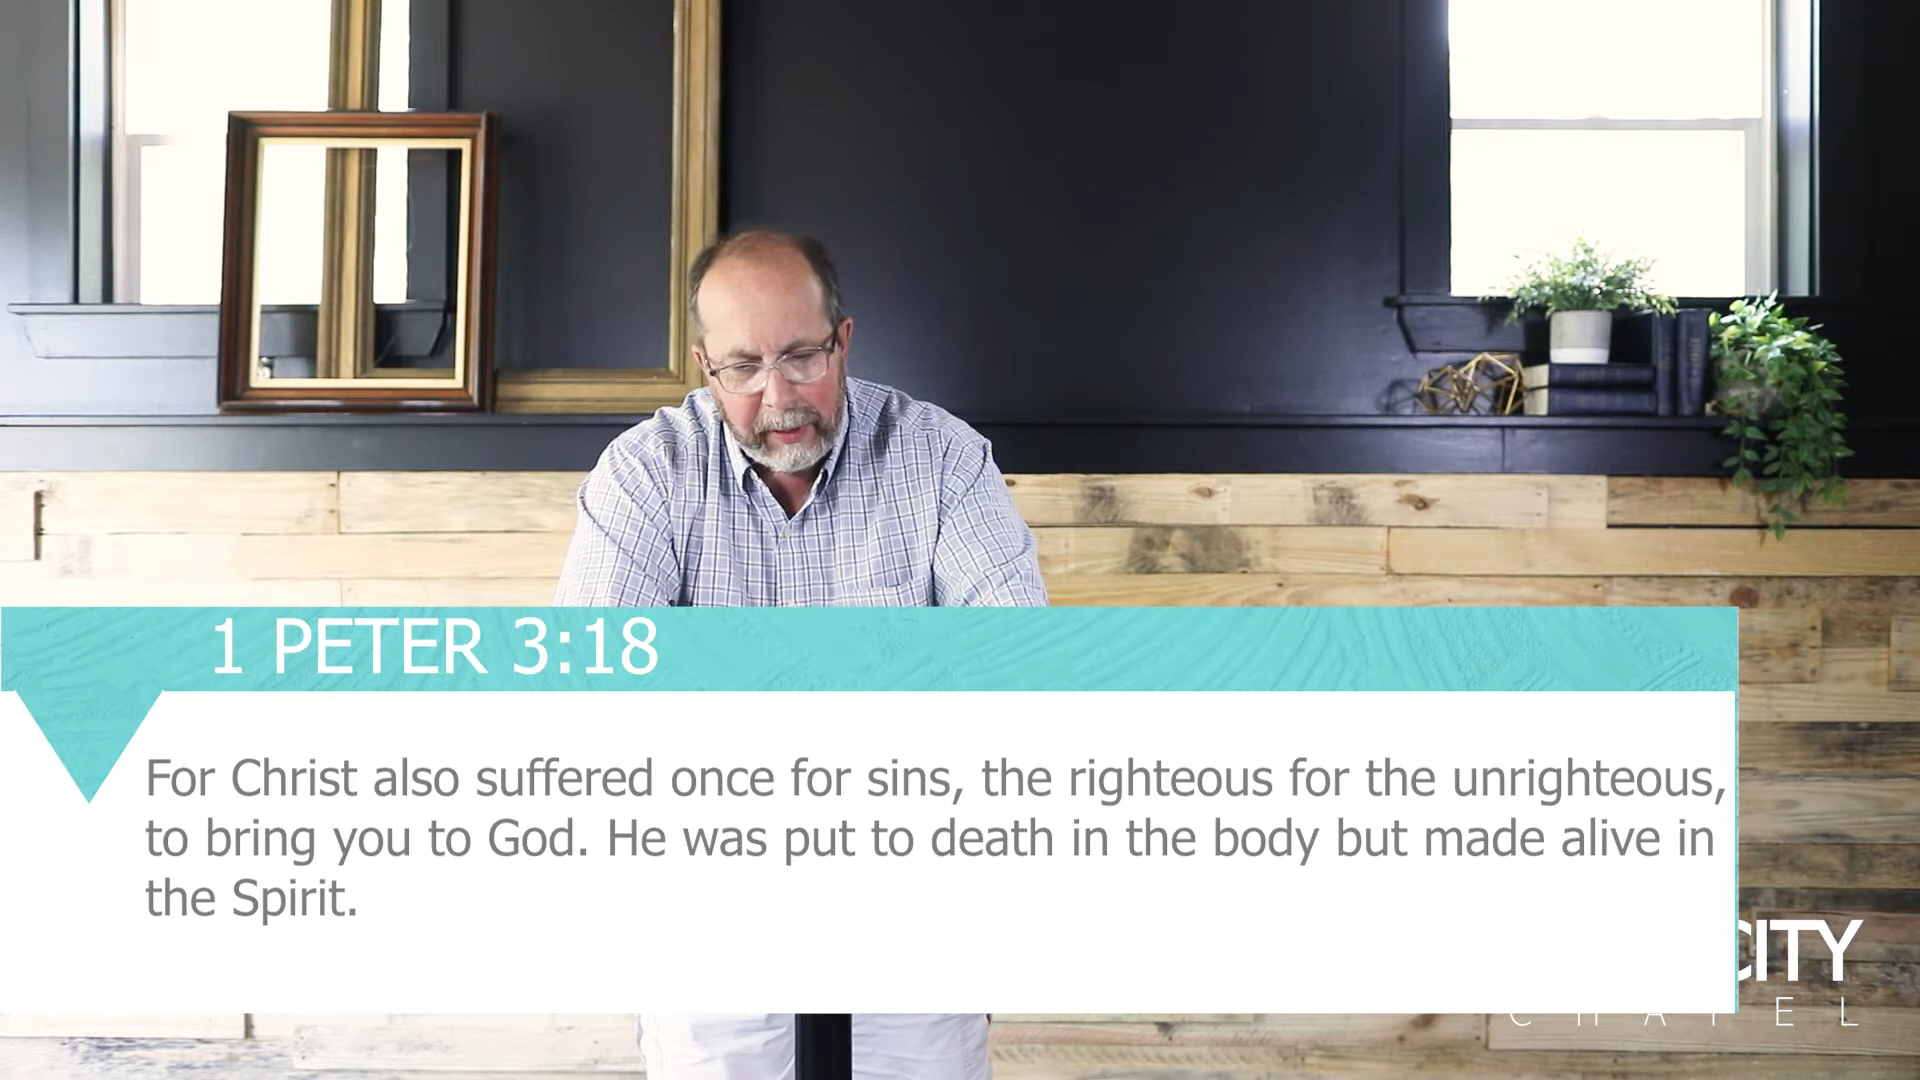 1 PETER 3:18
For Christ also suffered once for sins, the righteous for the unrighteous,
to bring you to God. He was put to death in the body but made alive in
the Spirit.
CITY
CHAPEL